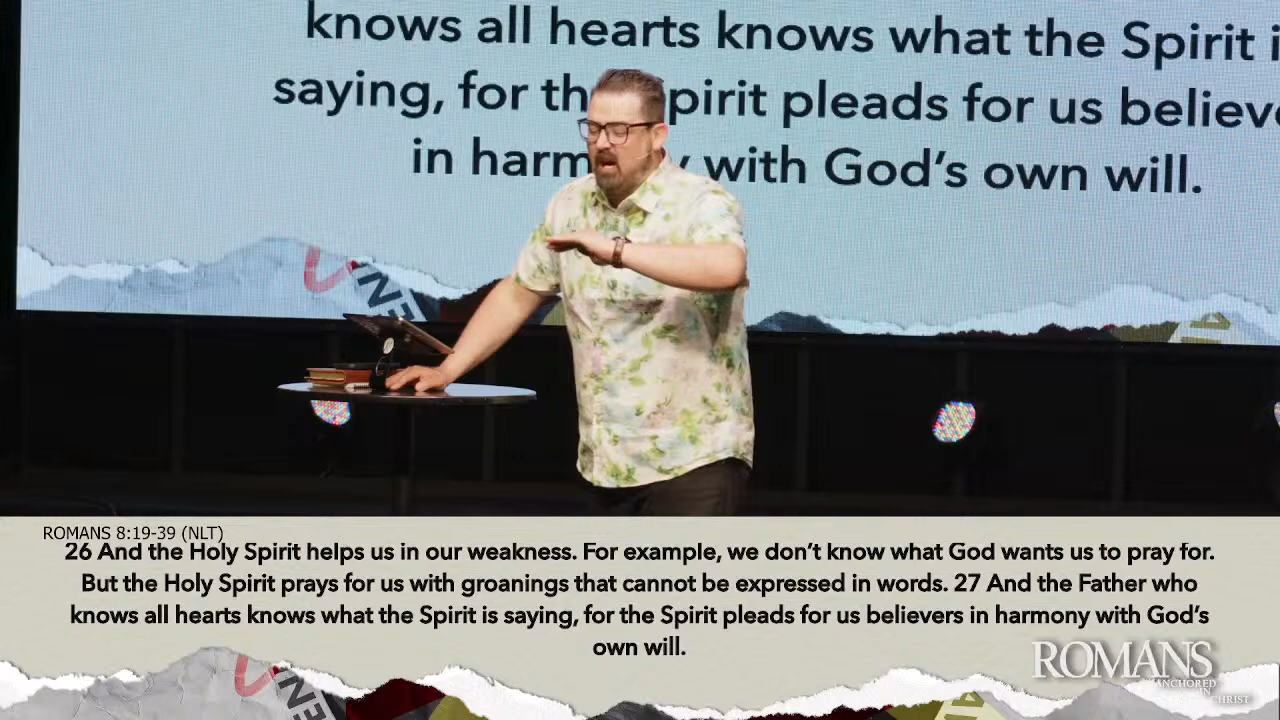 knows all hearts knows what the Spirit i
saying, for th pirit pleads for us believe
in harm y with God's own will.
ROMANS 8:19-39 (NLT)
26 And the Holy Spirit helps us in our weakness. For example, we don't know what God wants us to pray for.
But the Holy Spirit prays for us with groanings that cannot be expressed in words. 27 And the Father who
knows all hearts knows what the Spirit is saying, for the Spirit pleads for us believers in harmony with God's
own will.
ROMANS
ANCHORED
IN
CHRIST